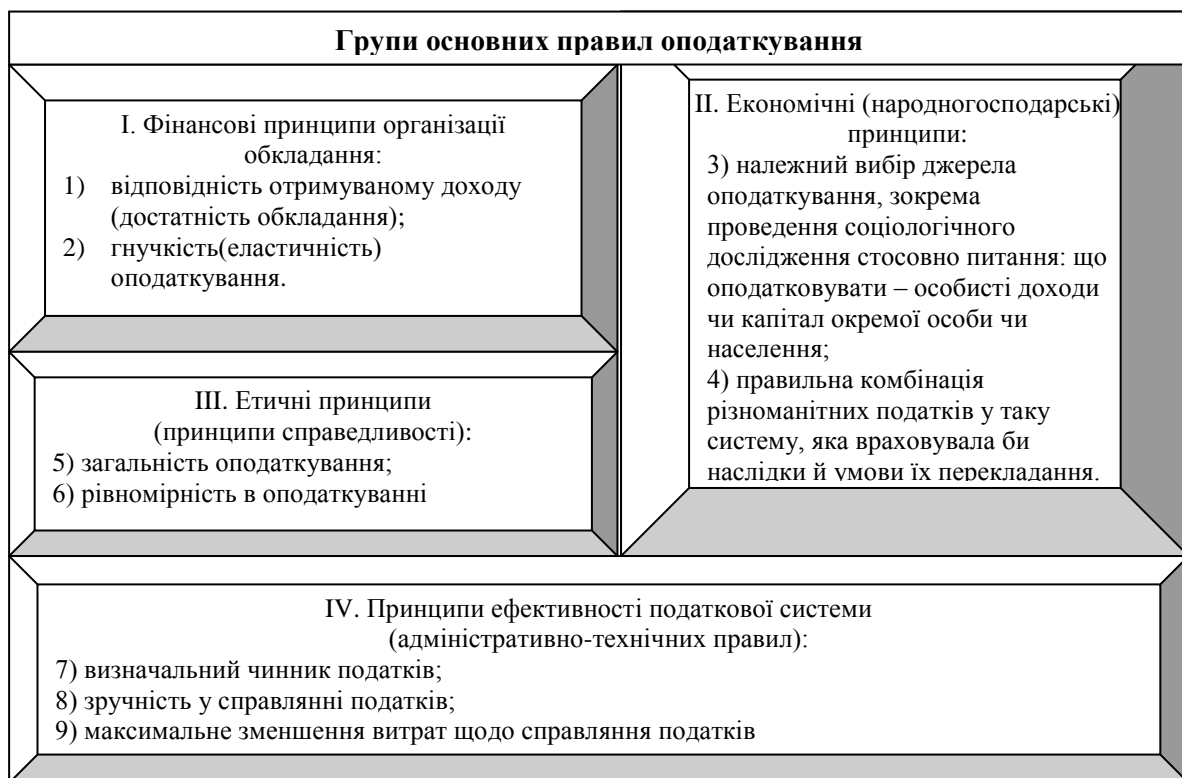 Групи основних правил оподаткування
І. Фінансові принципи організації
обкладання:
1) відповідність отримуваному доходу
(достатність обкладання);
2) гнучкість(еластичність)
оподаткування.
ІІ. Економічні (народногосподарські)
принципи:
3) належний вибір джерела
оподаткування, зокрема
проведення соціологічного
дослідження стосовно питання: що
оподатковувати – особисті доходи
чи капітал окремої особи чи
населення;
4) правильна комбінація
різноманітних податків у таку
систему, яка враховувала би
наслідки й умови їх перекладання.
ІІІ. Етичні принципи
(принципи справедливості):
5) загальність оподаткування;
6) рівномірність в оподаткуванні
IV. Принципи ефективності податкової системи
(адміністративно-технічних правил):
7) визначальний чинник податків;
8) зручність у справлянні податків;
9) максимальне зменшення витрат щодо справляння податків